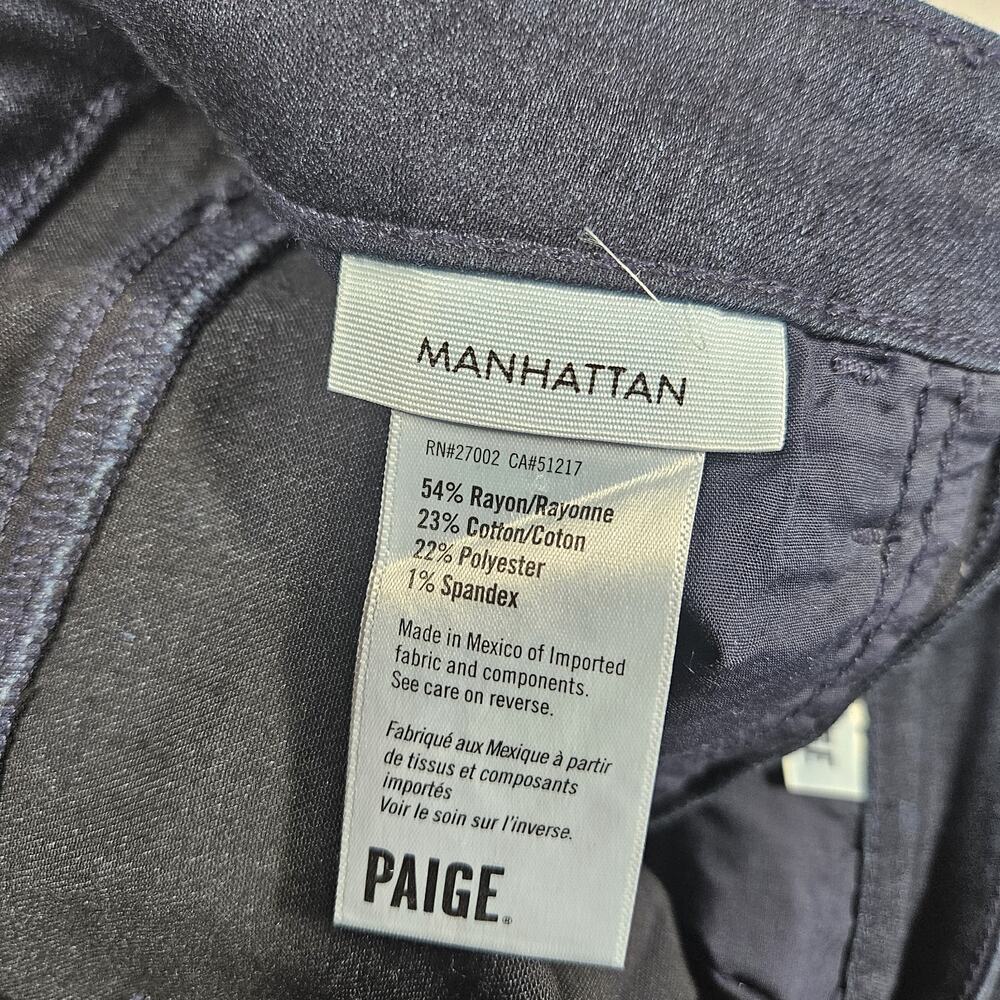 MANHATTAN
RN#27002 CA#51217
54% Rayon/Rayonne
23% Cotton/Coton
22% Polyester
1% Spandex
Made in Mexico of Imported
fabric and components.
See care on reverse.
Fabriqué aux Mexique à partir
de tissus et composants
importés
Voir le soin sur l'inverse.
PAIGE®